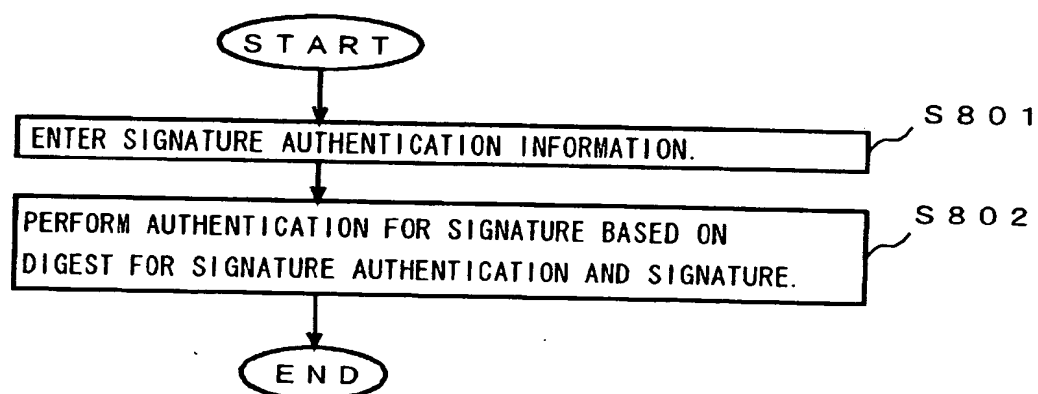 START
S801
ENTER SIGNATURE AUTHENTICATION INFORMATION.
S802
PERFORM AUTHENTICATION FOR SIGNATURE BASED ON
DIGEST FOR SIGNATURE AUTHENTICATION AND SIGNATURE.
END